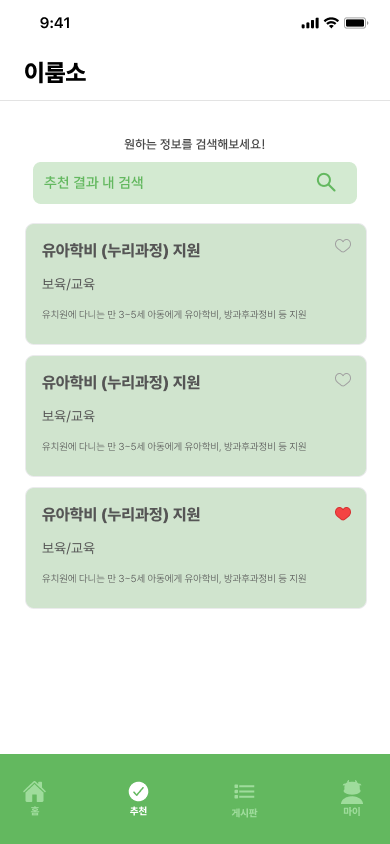 9:41
이룸소
원하는 정보를 검색해보세요!
추천 결과 내 검색
유아학비 (누리과정) 지원
보육/교육
유치원에 다니는 만 3~5세 아동에게 유아학비, 방과후과정비 등 지원
유아학비 (누리과정) 지원
보육/교육
유치원에 다니는 만 3~5세 아동에게 유아학비, 방과후과정비 등 지원
유아학비 (누리과정) 지원
보육/교육
유치원에 다니는 만 3~5세 아동에게 유아학비, 방과후과정비 등 지원
홈 추천 게시판 마이